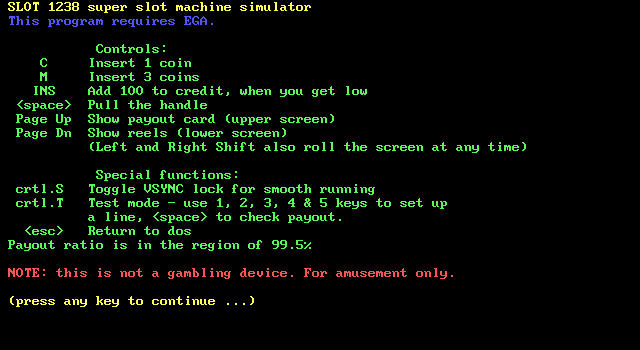 SLOT 1238 super slot machine simulator
This program requires EGA.
Controls:
C Insert 1 coin
M Insert 3 coins
INS Add 100 to credit, when you get low
<space> Pull the handle
Page Up Show payout card (upper screen)
Page Dn Show reels (lower screen)
(Left and Right Shift also roll the screen at any time)
Special functions:
crtl.S Toggle VSYNC lock for smooth running
crtl.T Test mode - use 1, 2, 3, 4 & 5 keys to set up
a line, <space> to check payout.
<esc> Return to dos
Payout ratio is in the region of 99.5%
NOTE: this is not a gambling device. For amusement only.
(press any key to continue ...)